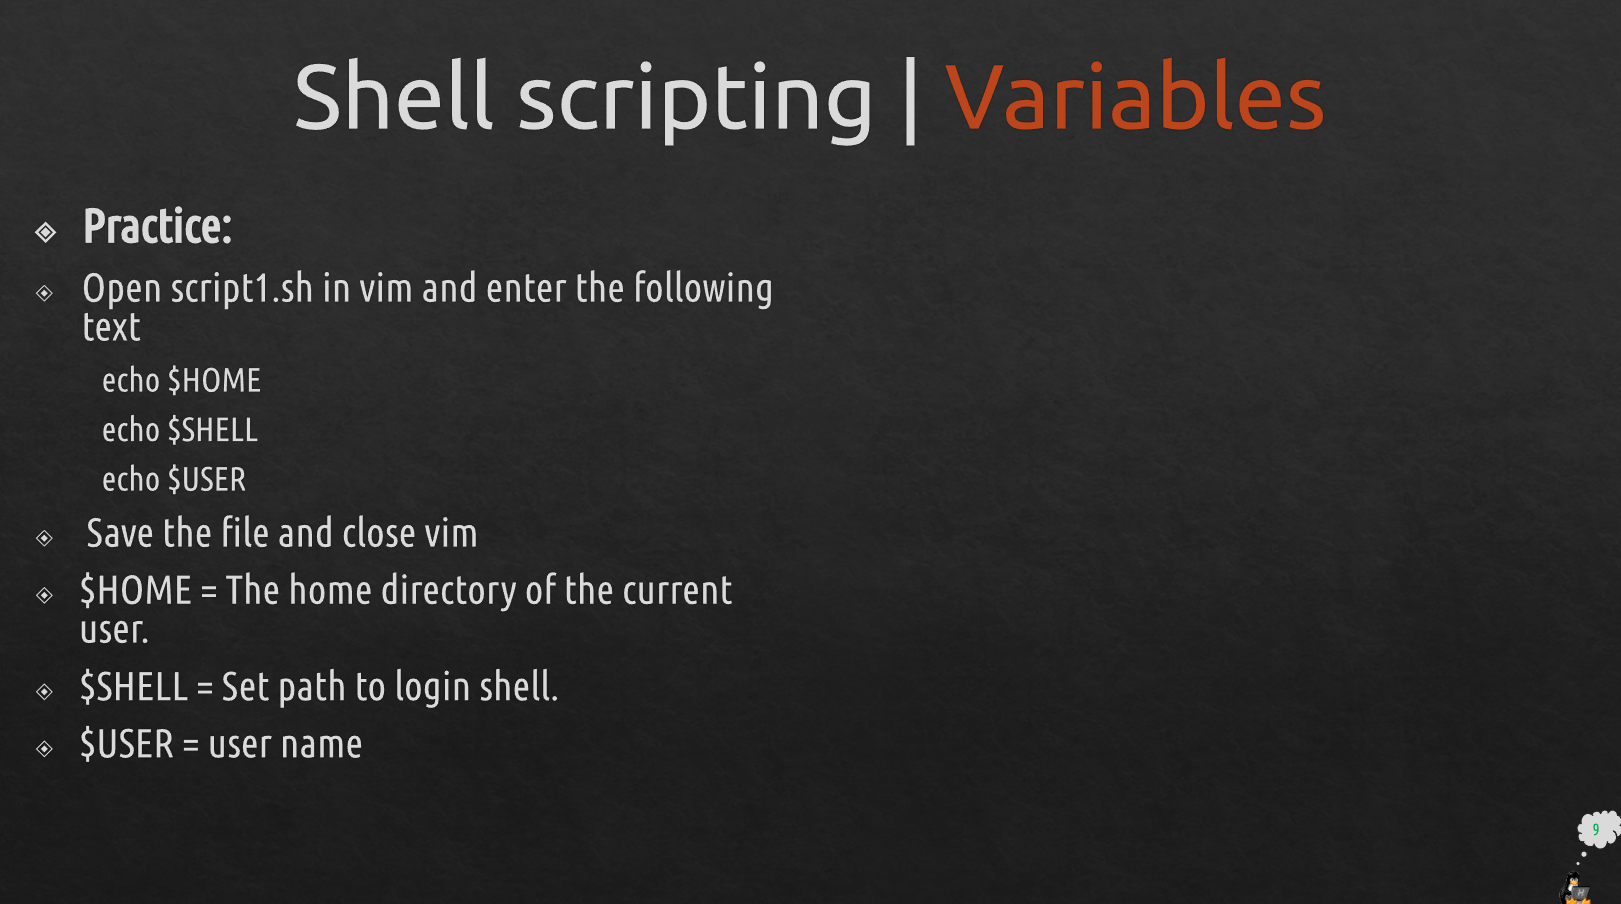 Shell scripting | Variables
Practice:
Open script1.sh in vim and enter the following
text
echo $HOME
echo $SHELL
echo $USER
Save the file and close vim
$HOME = The home directory of the current
user.
$SHELL = Set path to login shell.
$USER = user name
9